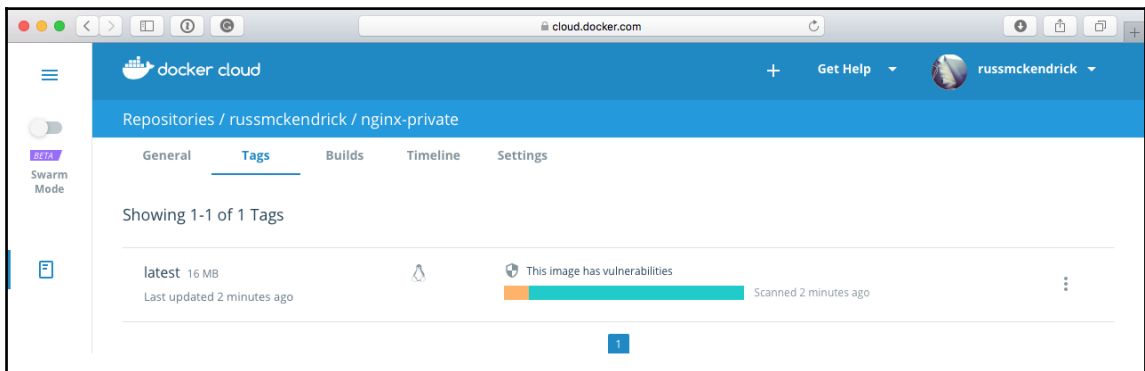 cloud.docker.com
docker cloud
+ Get Help russmckendrick
Repositories / russmckendrick / nginx-private
BETA
Swarm
Mode
General Tags Builds Timeline Settings
Showing 1-1 of 1 Tags
latest 16 MB
Last updated 2 minutes ago
This image has vulnerabilities
Scanned 2 minutes ago
1